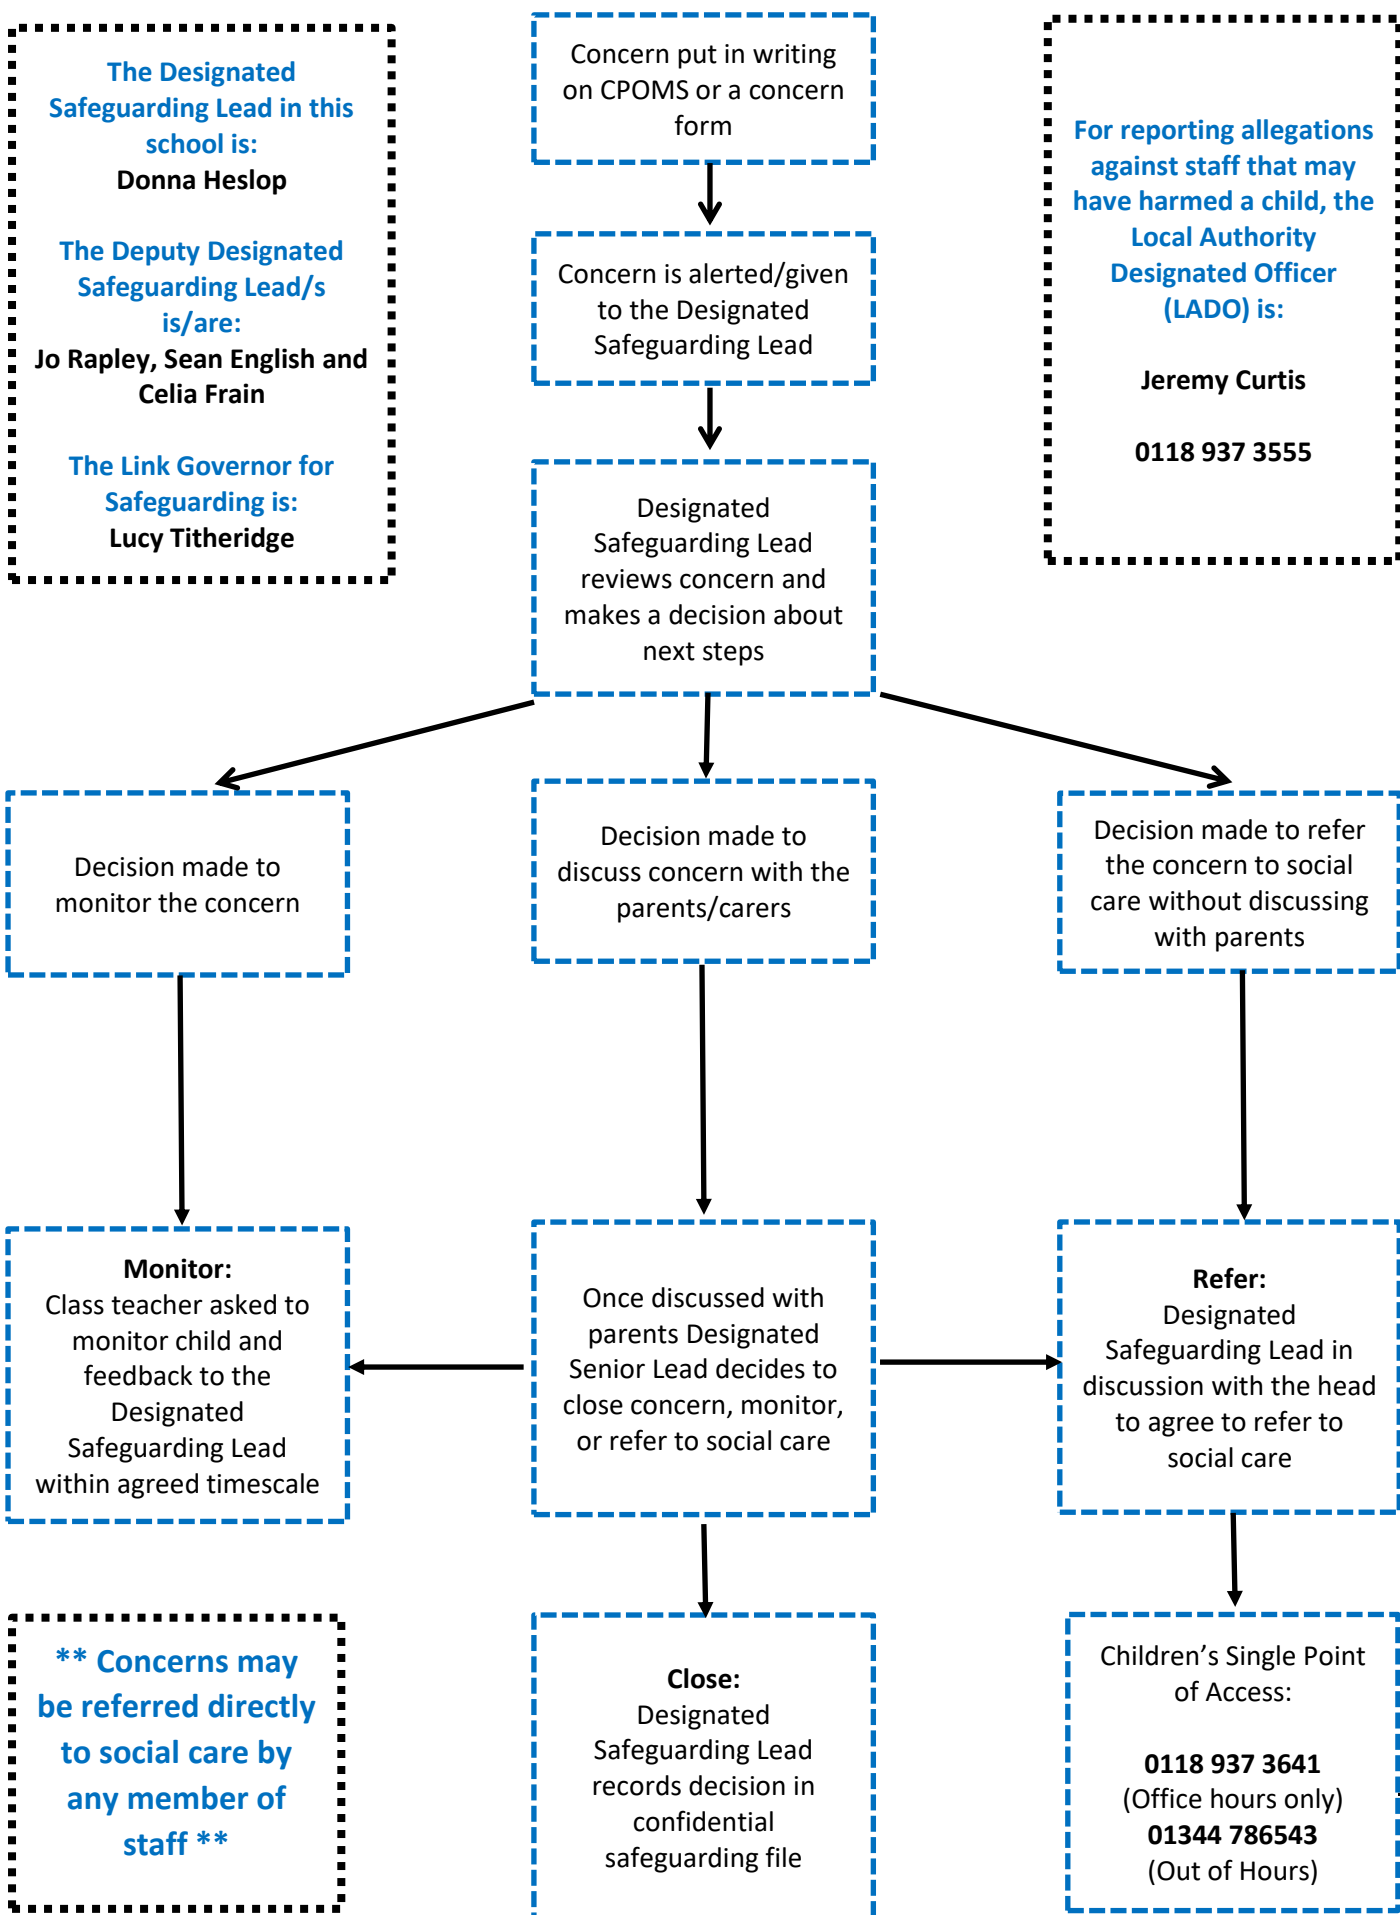 The Designated
Safeguarding Lead in this
school is:
Donna Heslop
The Deputy Designated
Safeguarding Lead/s
is/are:
Jo Rapley, Sean English and
Celia Frain
The Link Governor for
Safeguarding is:
Lucy Titheridge
Concern put in writing
on CPOMS or a concern
form
For reporting allegations
against staff that may
have harmed a child, the
Local Authority
Designated Officer
(LADO) is:
Jeremy Curtis
0118 937 3555
Concern is alerted/given
to the Designated
Safeguarding Lead
Designated
Safeguarding Lead
reviews concern and
makes a decision about
next steps
Decision made to
monitor the concern
Decision made to
discuss concern with the
parents/carers
Decision made to refer
the concern to social
care without discussing
with parents
Monitor:
Class teacher asked to
monitor child and
feedback to the
Designated
Safeguarding Lead
within agreed timescale
Once discussed with
parents Designated
Senior Lead decides to
close concern, monitor,
or refer to social care
Refer:
Designated
Safeguarding Lead in
discussion with the head
to agree to refer to
social care
** Concerns may
be referred directly
to social care by
any member of
staff **
Close:
Designated
Safeguarding Lead
records decision in
confidential
safeguarding file
Children’s Single Point
of Access:
0118 937 3641
(Office hours only)
01344 786543
(Out of Hours)